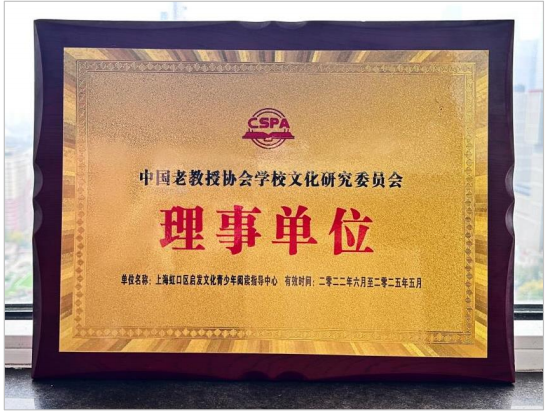 CSPA
中国老教授协会学校文化研究委员会
理事单位
单位名称：上海虹口区启发文化青少年阅读指导中心 有效时间：二〇二二年六月至二〇二五年五月